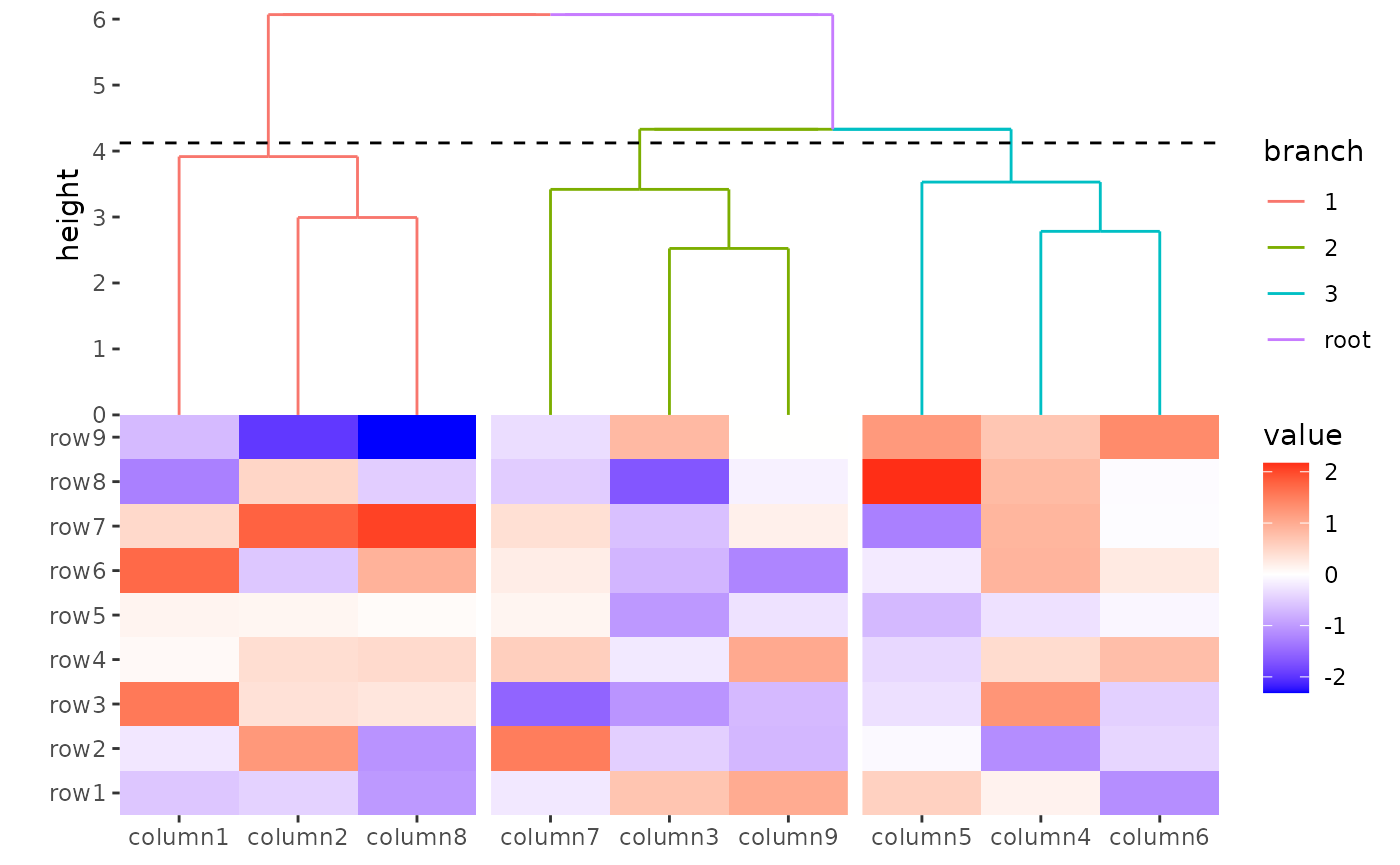 6
5
4
3
2
1
0
height
branch
1
2
3
root
row9
row8
row7
row6
row5
row4
row3
row2
row1
value
2
1
0
-1
-2
column1 column2 column8 column7 column3 column9 column5 column4 column6